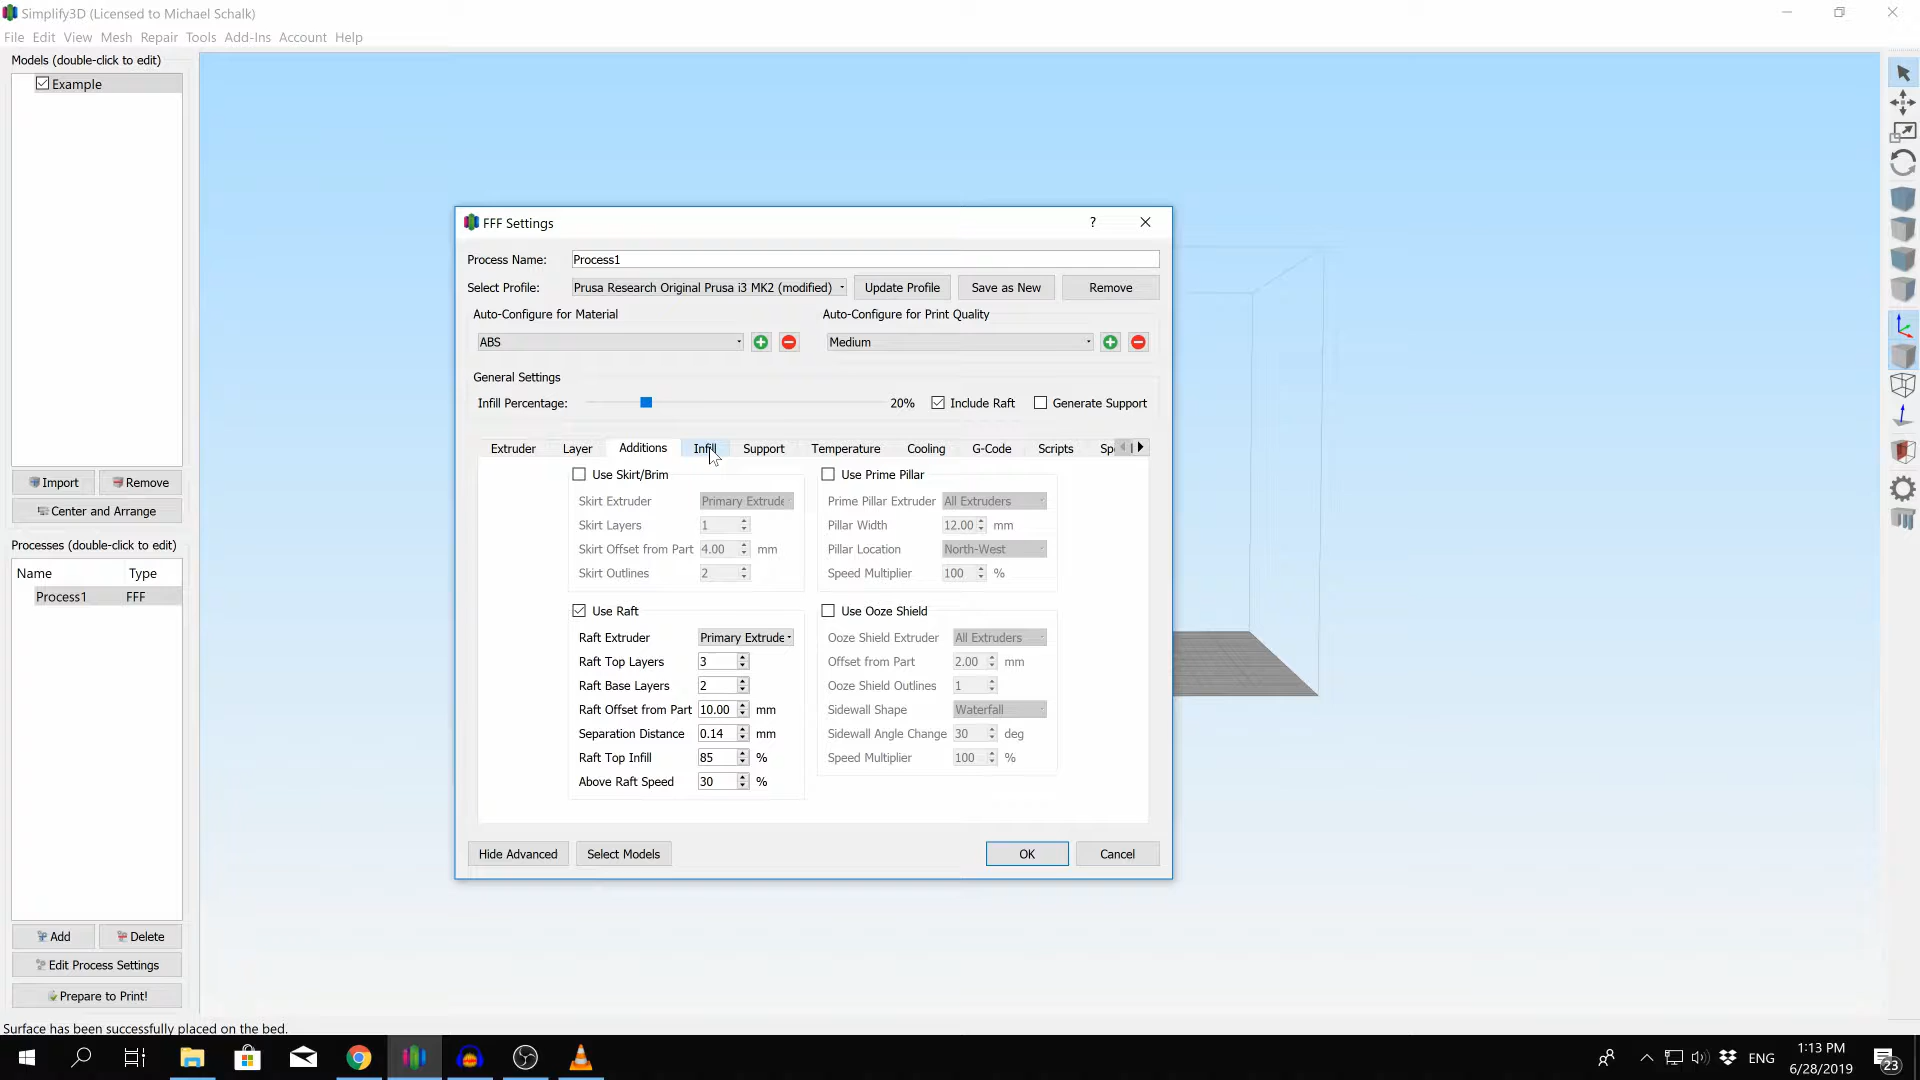 Simplify3D (Licensed to Michael Schalk)
File Edit View Mesh Repair Tools Add-Ins Account Help
Models (double-click to edit)
Example
Import Remove
Center and Arrange
Processes (double-click to edit)
Name Type
Process1 FFF
Add Delete
Edit Process Settings
Prepare to Print!
Surface has been successfully placed on the bed.
FFF Settings ?
Process Name: Process1
Select Profile: Prusa Research Original Prusa i3 MK2 (modified) Update Profile Save as New Remove
Auto-Configure for Material Auto-Configure for Print Quality
ABS Medium
General Settings
Infill Percentage: 20% Include Raft Generate Support
Extruder Layer Additions Infill Support Temperature Cooling G-Code Scripts Sp
Use Skirt/Brim
Skirt Extruder Primary Extrude
Skirt Layers 1
Skirt Offset from Part 4.00 mm
Skirt Outlines 2
Use Prime Pillar
Prime Pillar Extruder All Extruders
Pillar Width 12.00 mm
Pillar Location North-West
Speed Multiplier 100 %
Use Raft
Raft Extruder Primary Extrude
Raft Top Layers 3
Raft Base Layers 2
Raft Offset from Part 10.00 mm
Separation Distance 0.14 mm
Raft Top Infill 85 %
Above Raft Speed 30 %
Use Ooze Shield
Ooze Shield Extruder All Extruders
Offset from Part 2.00 mm
Ooze Shield Outlines 1
Sidewall Shape Waterfall
Sidewall Angle Change 30 deg
Speed Multiplier 100 %
Hide Advanced Select Models OK Cancel
ENG
1:13 PM
6/28/2019
23